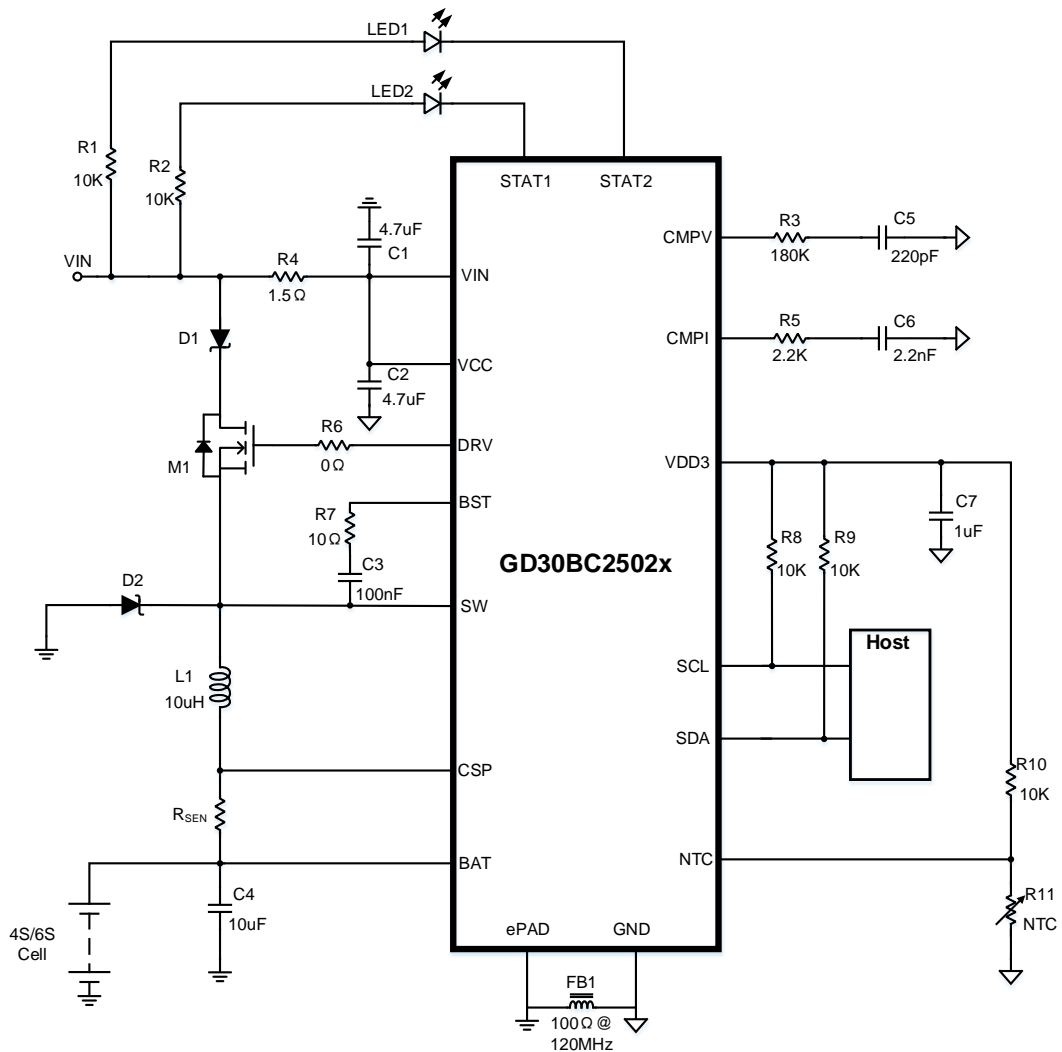 LED1
LED2
R1
10K
R2
10K
STAT1
STAT2
4.7uF
C1
CMPV
R3
180K
C5
220pF
VIN
R4
1.5Ω
VIN
D1
CMPI
R5
2.2K
C6
2.2nF
VCC
C2
4.7uF
R6
0Ω
DRV
M1
VDD3
BST
R7
10Ω
C7
1uF
R8
10K
R9
10K
C3
100nF
GD30BC2502x
D2
SW
Host
L1
10uH
SCL
SDA
CSP
R10
10K
RSEN
BAT
NTC
C4
10uF
R11
NTC
4S/6S
Cell
ePAD
GND
FB1
100Ω @
120MHz